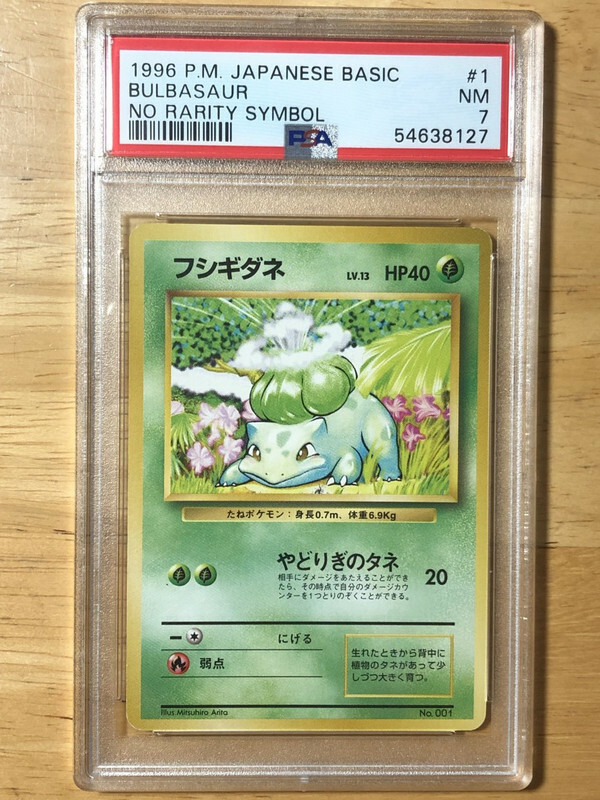 1996 P.M. JAPANESE BASIC #1
BULBASAUR NM
NO RARITY SYMBOL 7
PSA 54638127
フシギダネ LV.13 HP40
たねポケモン：身長0.7m、体重6.9Kg
やどりぎのタネ 20
相手にダメージをあたえることができ
たら、その時点で自分のダメージカウ
ンターを1つとりのぞくことができる。
にげる
弱点
生れたときから背中に
植物のタネがあって少
しづつ大きく育つ。
Illus.Mitsuhiro Arita No. 001